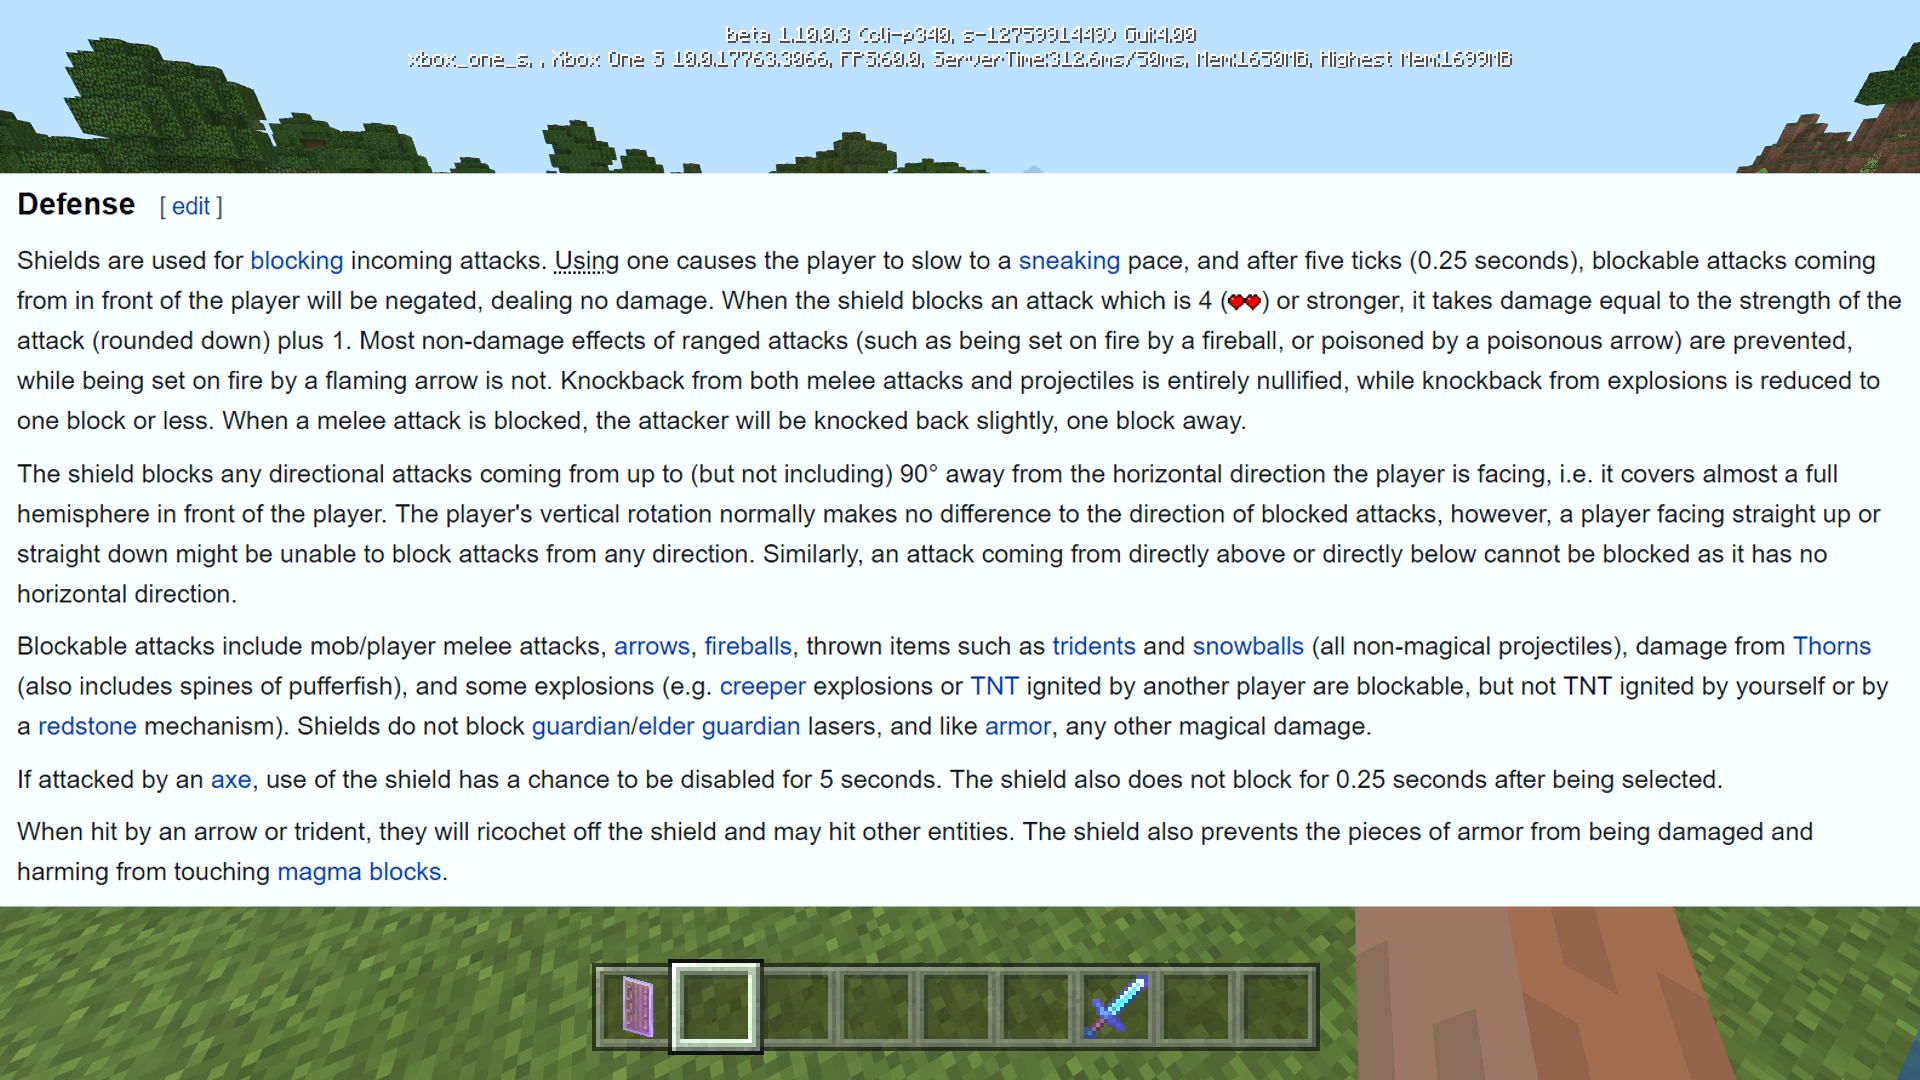 beta 1.10.0.3 (cli-p340, s-1275991449) Gui:4.00
xbox_one_s, , Xbox One S 10.0.17763.3066, FPS:60.0, ServerTime:312.6ms/50ms, Mem:1650MB, Highest Mem:1699MB
Defense [ edit ]
Shields are used for blocking incoming attacks. Using one causes the player to slow to a sneaking pace, and after five ticks (0.25 seconds), blockable attacks coming
from in front of the player will be negated, dealing no damage. When the shield blocks an attack which is 4 (❤❤) or stronger, it takes damage equal to the strength of the
attack (rounded down) plus 1. Most non-damage effects of ranged attacks (such as being set on fire by a fireball, or poisoned by a poisonous arrow) are prevented,
while being set on fire by a flaming arrow is not. Knockback from both melee attacks and projectiles is entirely nullified, while knockback from explosions is reduced to
one block or less. When a melee attack is blocked, the attacker will be knocked back slightly, one block away.
The shield blocks any directional attacks coming from up to (but not including) 90° away from the horizontal direction the player is facing, i.e. it covers almost a full
hemisphere in front of the player. The player's vertical rotation normally makes no difference to the direction of blocked attacks, however, a player facing straight up or
straight down might be unable to block attacks from any direction. Similarly, an attack coming from directly above or directly below cannot be blocked as it has no
horizontal direction.
Blockable attacks include mob/player melee attacks, arrows, fireballs, thrown items such as tridents and snowballs (all non-magical projectiles), damage from Thorns
(also includes spines of pufferfish), and some explosions (e.g. creeper explosions or TNT ignited by another player are blockable, but not TNT ignited by yourself or by
a redstone mechanism). Shields do not block guardian/elder guardian lasers, and like armor, any other magical damage.
If attacked by an axe, use of the shield has a chance to be disabled for 5 seconds. The shield also does not block for 0.25 seconds after being selected.
When hit by an arrow or trident, they will ricochet off the shield and may hit other entities. The shield also prevents the pieces of armor from being damaged and
harming from touching magma blocks.